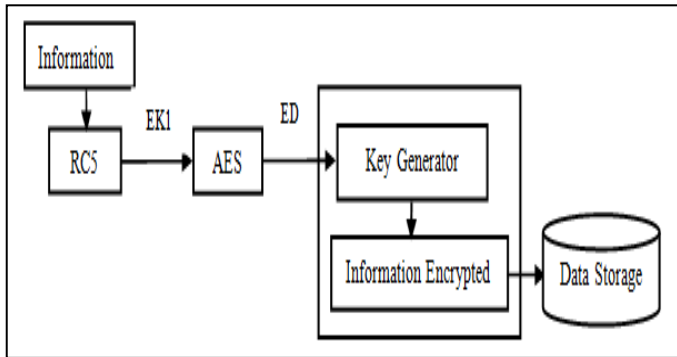 Information
RC5
EK1
AES
ED
Key Generator
Information Encrypted
Data Storage